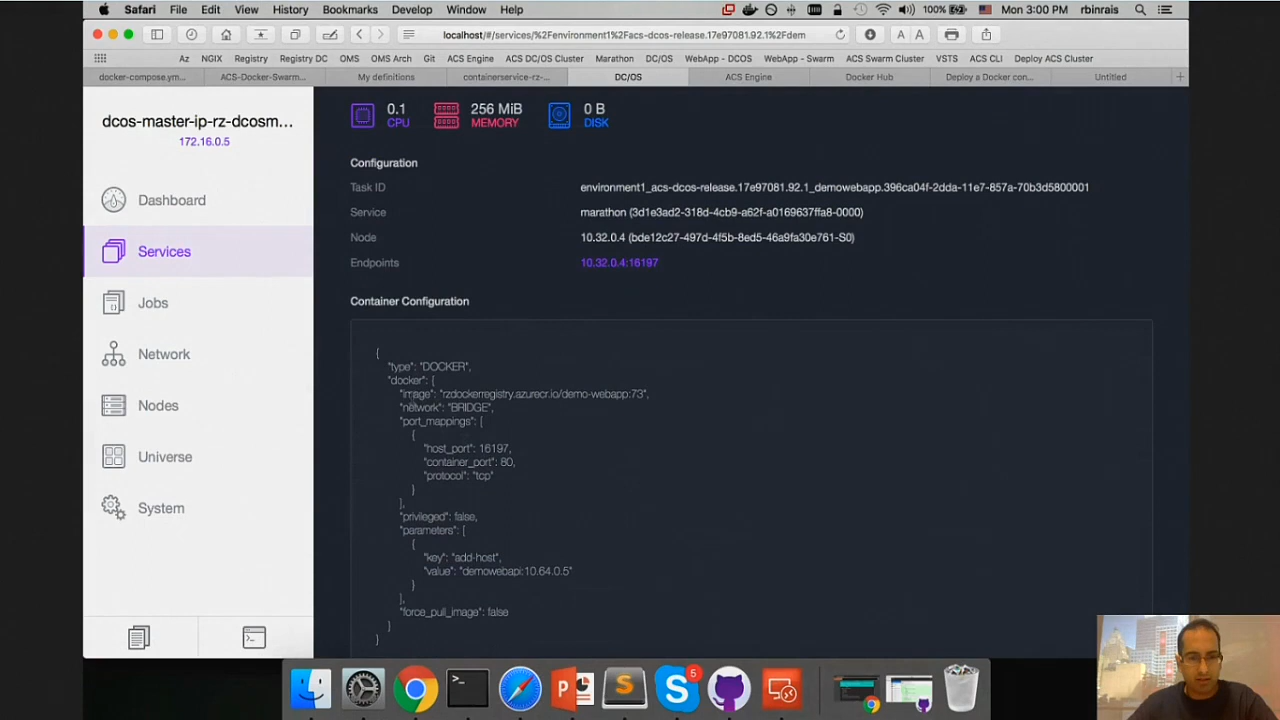 Safari File Edit View History Bookmarks Develop Window Help 100% Mon 3:00 PM rbinrais
localhost/#/services/%2Fenvironment1%2Facs-dcos-release.17e97081.92.1%2Fdem A A
Az NGIX Registry Registry DC OMS OMS Arch Git ACS Engine ACS DC/OS Cluster Marathon DC/OS WebApp - DCOS WebApp - Swarm ACS Swarm Cluster VSTS ACS CLI Deploy ACS Cluster
docker-compose.ym... ACS-Docker-Swarm... My definitions containerservice-rz-... DC/OS ACS Engine Docker Hub Deploy a Docker con... Untitled +
dcos-master-ip-rz-dcosm...
172.16.0.5
Dashboard
Services
Jobs
Network
Nodes
Universe
System
0.1
CPU
256 MiB
MEMORY
0 B
DISK
Configuration
Task ID environment1_acs-dcos-release.17e97081.92.1_demowebapp.396ca04f-2dda-11e7-857a-70b3d5800001
Service marathon (3d1e3ad2-318d-4cb9-a62f-a0169637ffa8-0000)
Node 10.32.0.4 (bde12c27-497d-4f5b-8ed5-46a9fa30e761-S0)
Endpoints 10.32.0.4:16197
Container Configuration
{
"type": "DOCKER",
"docker": {
"image": "rzdockerregistry.azurecr.io/demo-webapp:73",
"network": "BRIDGE",
"port_mappings": [
{
"host_port": 16197,
"container_port": 80,
"protocol": "tcp"
}
],
"privileged": false,
"parameters": [
{
"key": "add-host",
"value": "demowebapi:10.64.0.5"
}
],
"force_pull_image": false
}
}
5